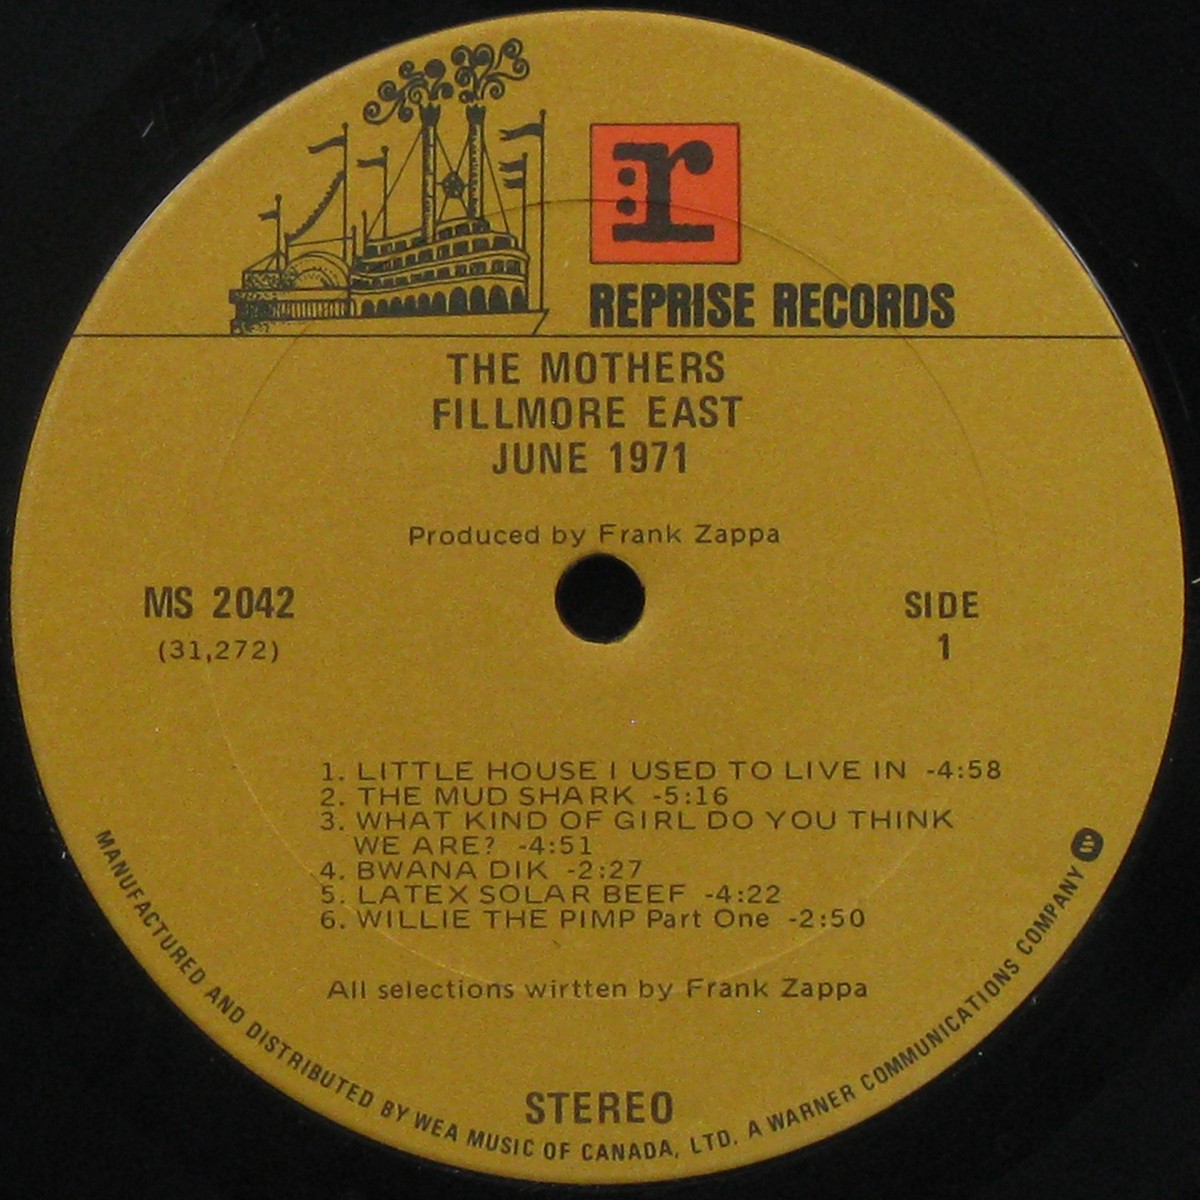 r
REPRISE RECORDS
THE MOTHERS
FILLMORE EAST
JUNE 1971
Produced by Frank Zappa
MS 2042
(31,272)
SIDE
1
1. LITTLE HOUSE I USED TO LIVE IN -4:58
2. THE MUD SHARK -5:16
3. WHAT KIND OF GIRL DO YOU THINK
WE ARE? -4:51
4. BWANA DIK -2:27
5. LATEX SOLAR BEEF -4:22
6. WILLIE THE PIMP Part One -2:50
All selections wirtten by Frank Zappa
STEREO
MANUFACTURED AND DISTRIBUTED BY WEA MUSIC OF CANADA, LTD. A WARNER COMMUNICATIONS COMPANY